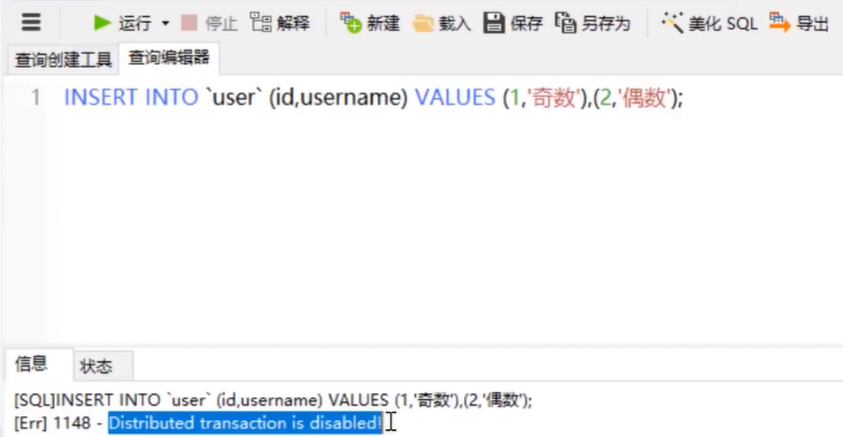 运行 停止 解释 新建 载入 保存 另存为 美化 SQL 导出
查询创建工具 查询编辑器
1 INSERT INTO `user` (id,username) VALUES (1,'奇数'),(2,'偶数');
信息 状态
[SQL]INSERT INTO `user` (id,username) VALUES (1,'奇数'),(2,'偶数');
[Err] 1148 - Distributed transaction is disabled!